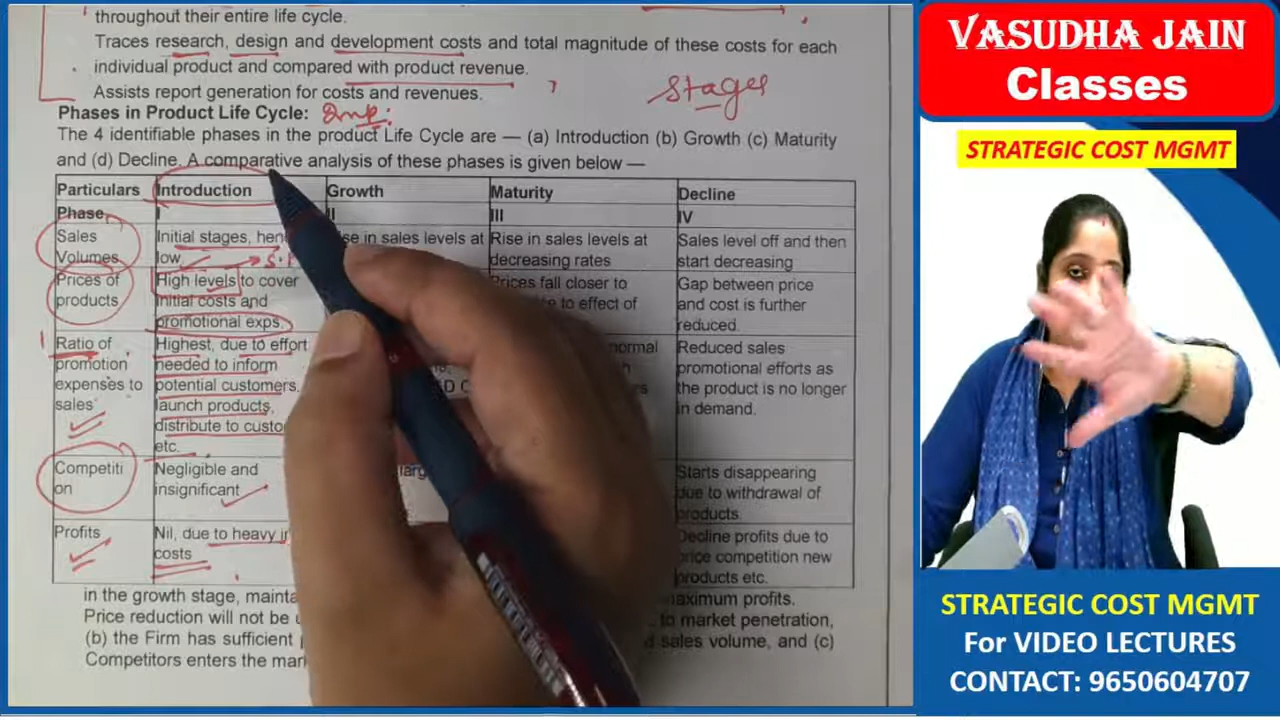 throughout their entire life cycle.
Traces research, design and development costs and total magnitude of these costs for each
individual product and compared with product revenue.
Assists report generation for costs and revenues.
stages
Phases in Product Life Cycle: Imp:
The 4 identifiable phases in the product Life Cycle are — (a) Introduction (b) Growth (c) Maturity
and (d) Decline. A comparative analysis of these phases is given below —
Particulars Introduction Growth Maturity Decline
Phase I II III IV
Sales
Volumes
Initial stages,
low.
in sales levels at
Rise in sales levels at
decreasing rates
Sales level off and then
start decreasing
Prices of
products
High levels to cover
initial costs and
promotional exps.
Prices fall closer to
to effect of
Gap between price
and cost is further
reduced.
Ratio of
promotion
expenses to
sales
Highest, due to effort
needed to inform
potential customers,
launch products,
distribute to
etc.
Reduced sales
promotional efforts as
the product is no longer
in demand.
Competiti
on
Negligible and
insignificant
Starts disappearing
due to withdrawal of
products.
Profits
Nil, due to heavy
costs
Decline profits due to
price competition new
products etc.
in the growth stage, maximum profits.
Price reduction will not be to market penetration,
(b) the Firm has sufficient sales volume, and (c)
Competitors enters the
VASUDHA JAIN
Classes
STRATEGIC COST MGMT
STRATEGIC COST MGMT
For VIDEO LECTURES
CONTACT: 9650604707